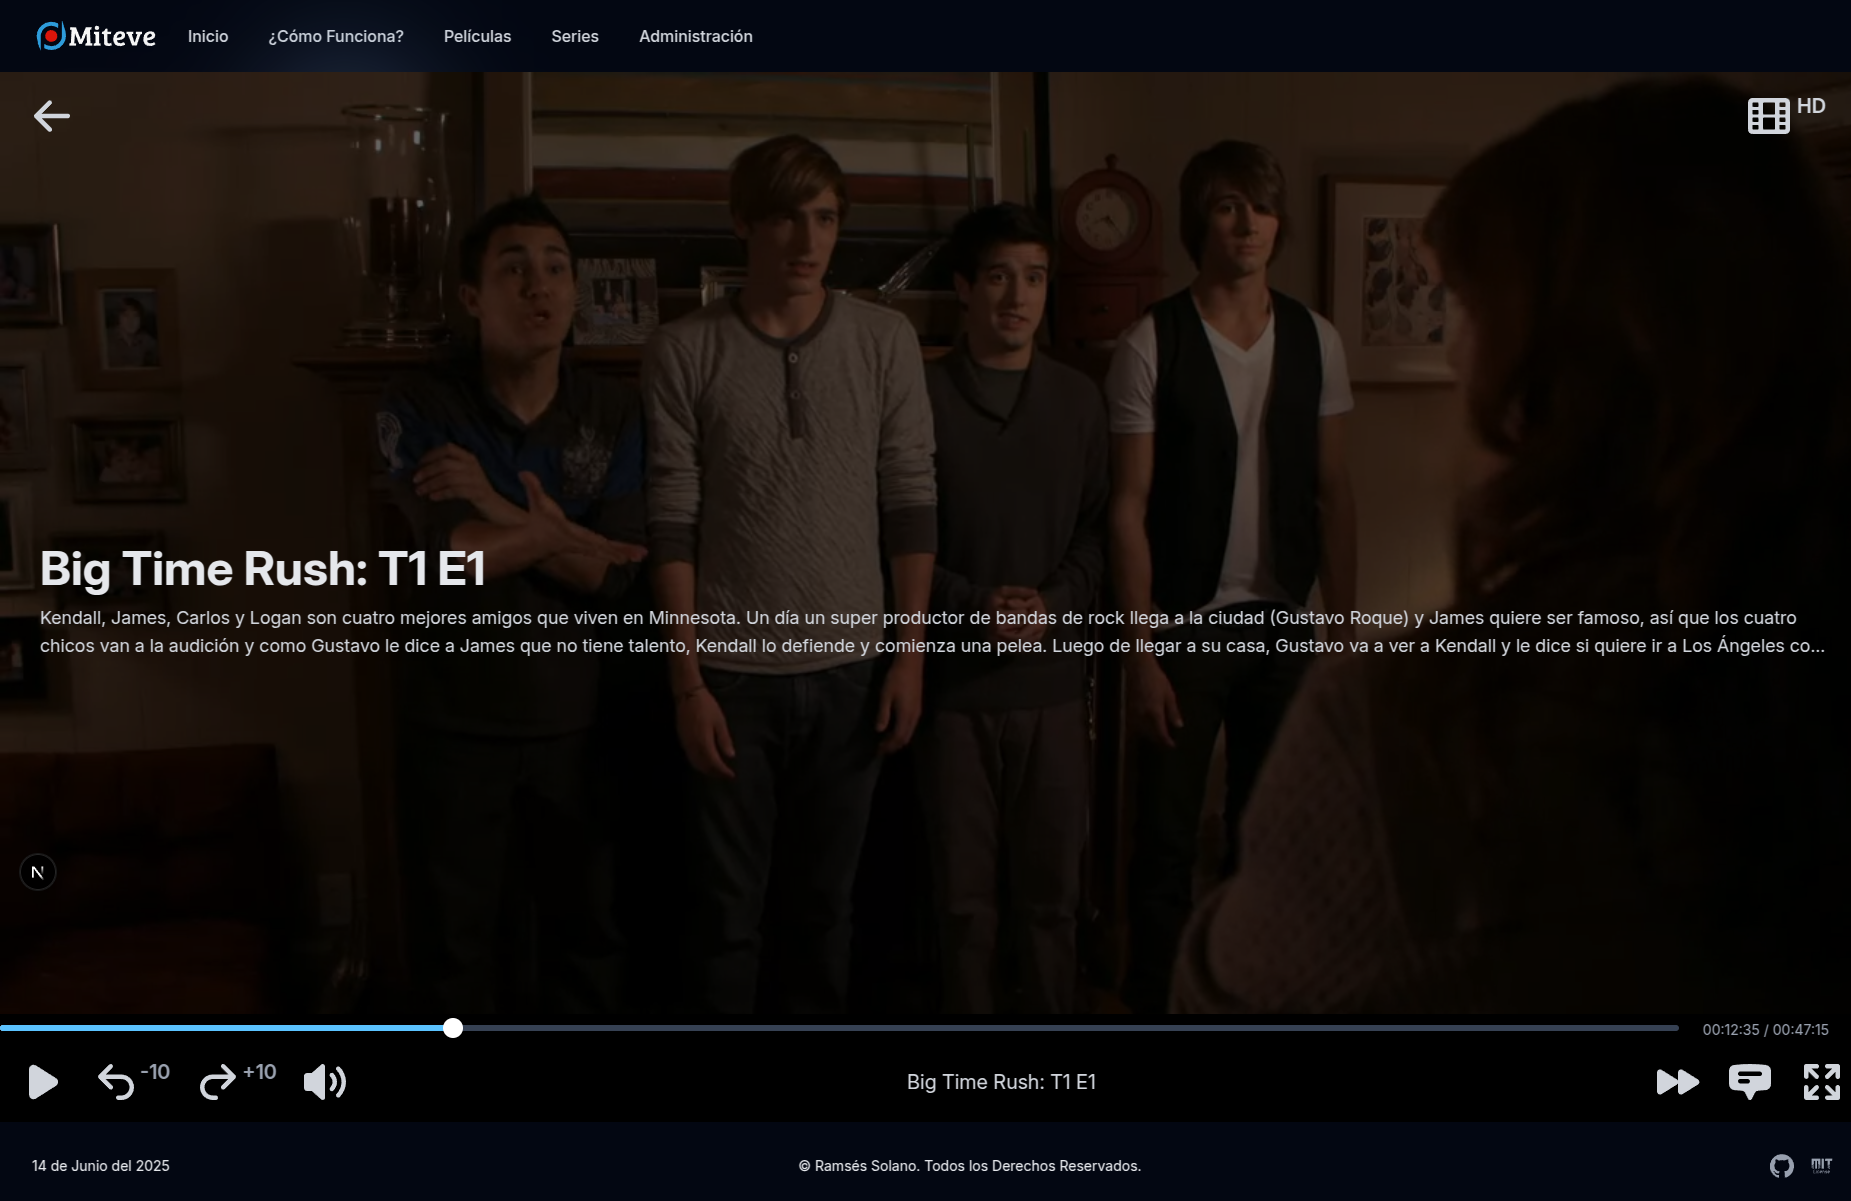 Miteve Inicio ¿Cómo Funciona? Películas Series Administración
HD
Big Time Rush: T1 E1
Kendall, James, Carlos y Logan son cuatro mejores amigos que viven en Minnesota. Un día un super productor de bandas de rock llega a la ciudad (Gustavo Roque) y James quiere ser famoso, así que los cuatro
chicos van a la audición y como Gustavo le dice a James que no tiene talento, Kendall lo defiende y comienza una pelea. Luego de llegar a su casa, Gustavo va a ver a Kendall y le dice si quiere ir a Los Ángeles co...
N
00:12:35 / 00:47:15
-10 +10 Big Time Rush: T1 E1
14 de Junio del 2025 © Ramsés Solano. Todos los Derechos Reservados. MIT
License